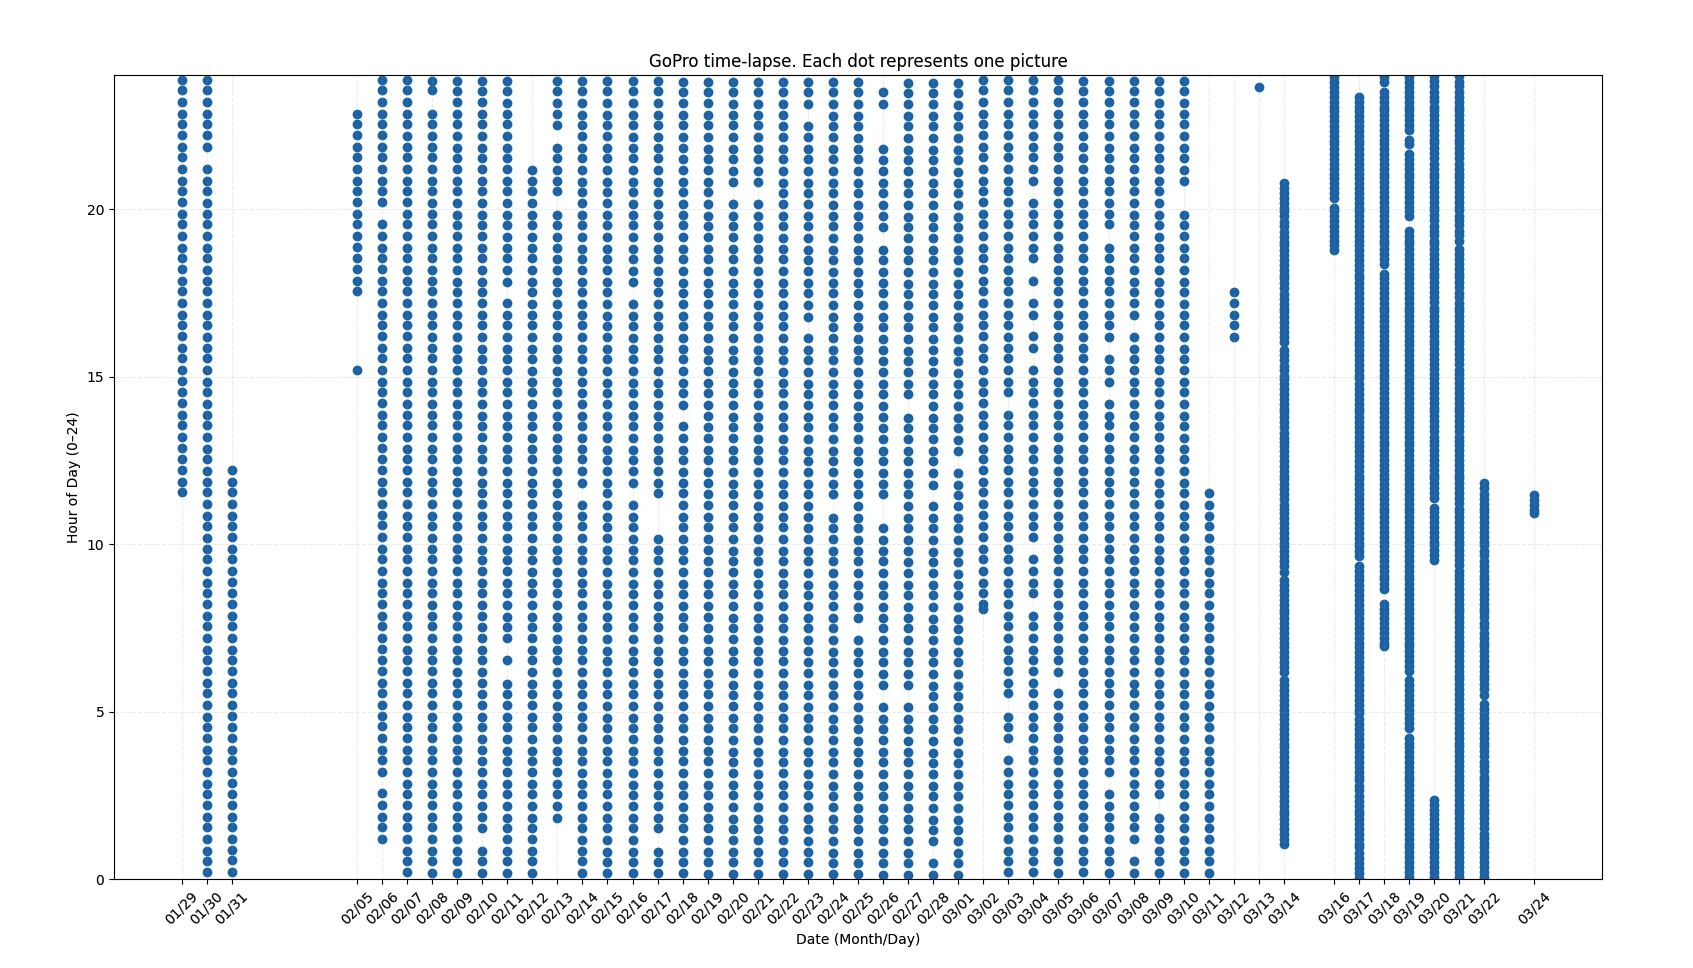 GoPro time-lapse. Each dot represents one picture
Hour of Day (0–24)
20
15
10
5
0
01/29 01/30 01/31 02/05 02/06 02/07 02/08 02/09 02/10 02/11 02/12 02/13 02/14 02/15 02/16 02/17 02/18 02/19 02/20 02/21 02/22 02/23 02/24 02/25 02/26 02/27 02/28 03/01 03/02 03/03 03/04 03/05 03/06 03/07 03/08 03/09 03/10 03/11 03/12 03/13 03/14 03/16 03/17 03/18 03/19 03/20 03/21 03/22 03/24
Date (Month/Day)